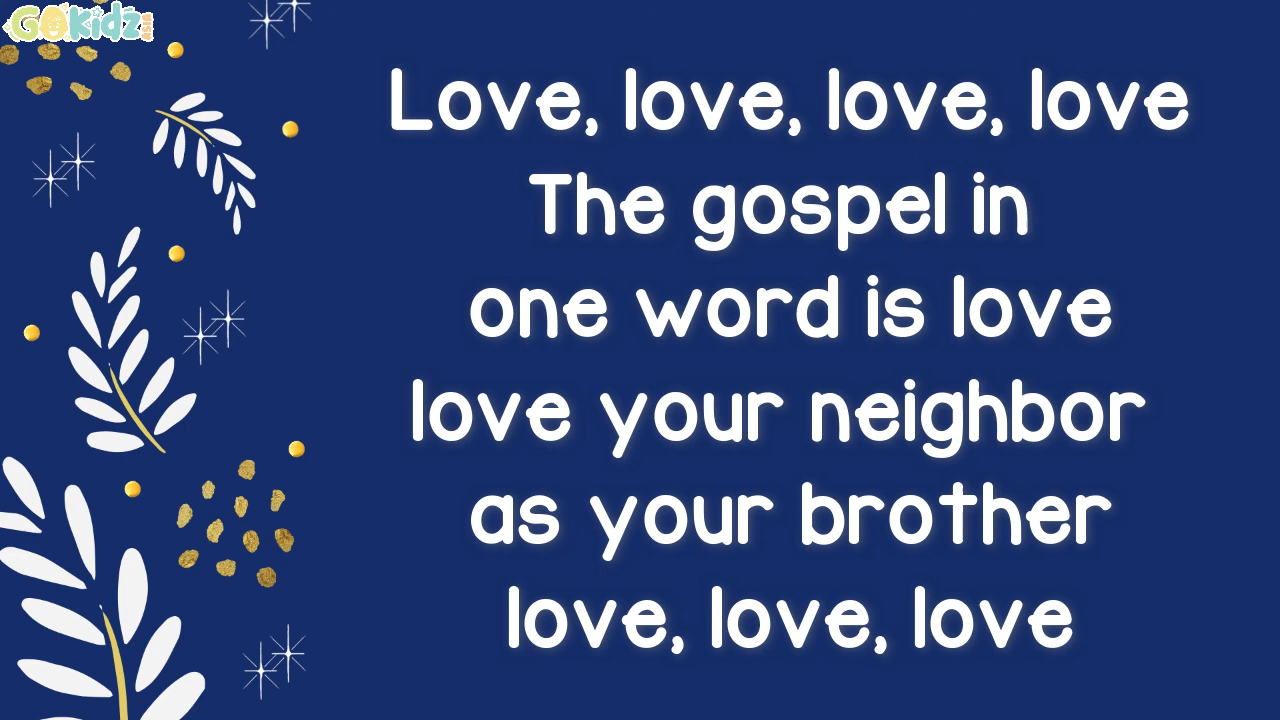 GOKidz ASIA
Love, love, love, love
The gospel in
one word is love
love your neighbor
as your brother
love, love, love